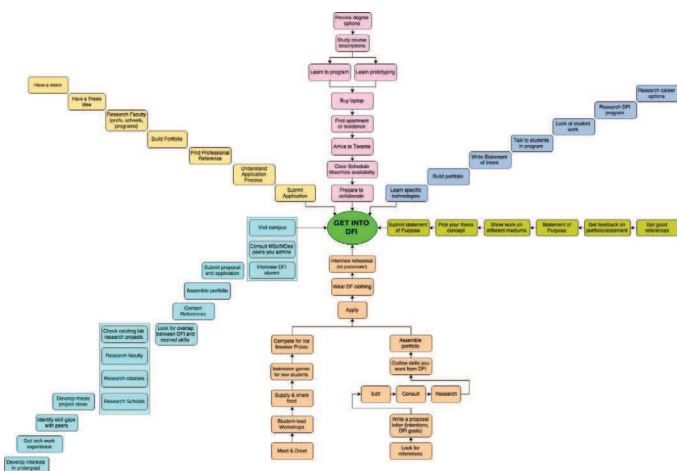 Review degree
options
Study course
descriptions
Learn to program
Learn prototyping
Buy laptop
Find apartment
or residence
Arrive to Toronto
Clear Schedule
Maximize availability
Prepare to
collaborate
Have a vision
Have a Thesis
Idea
Research Faculty
(profs, schools,
programs)
Build Portfolio
Find Professional
Reference
Understand
Application
Process
Submit
Application
Research career
options
Research DFI
program
Look at student
work
Talk to students
in program
Write Statement
of Intent
Build portfolio
Learn specific
technologies
GET INTO
DFI
Submit statement
of Purpose
Pick your thesis
concept
Show work on
different mediums
Statement of
Purpose
Get feedback on
portfolio/statement
Get good
references
Visit campus
Consult MSc/MDes
peers you admire
Interview DFI
alumni
Submit proposal
and application
Assemble portfolio
Contact
References
Look for overlap
between DFI and
desired skills
Check existing lab
research projects
Research faculty
Research courses
Research Schools
Develop thesis
project ideas
Identify skill gaps
with peers
Get tech work
experience
Develop interests
in undergrad
Interview rehearsal
(be passionate)
Wear DF clothing
Apply
Compete for Ice
breaker Prizes
Icebreaker games
for new students
Supply & share
food
Student-lead
Workshops
Meet & Greet
Assemble
portfolio
Outline skills you
want from DFI
Edit
Consult
Research
Write a proposal
letter (intentions,
DFI goals)
Look for
references